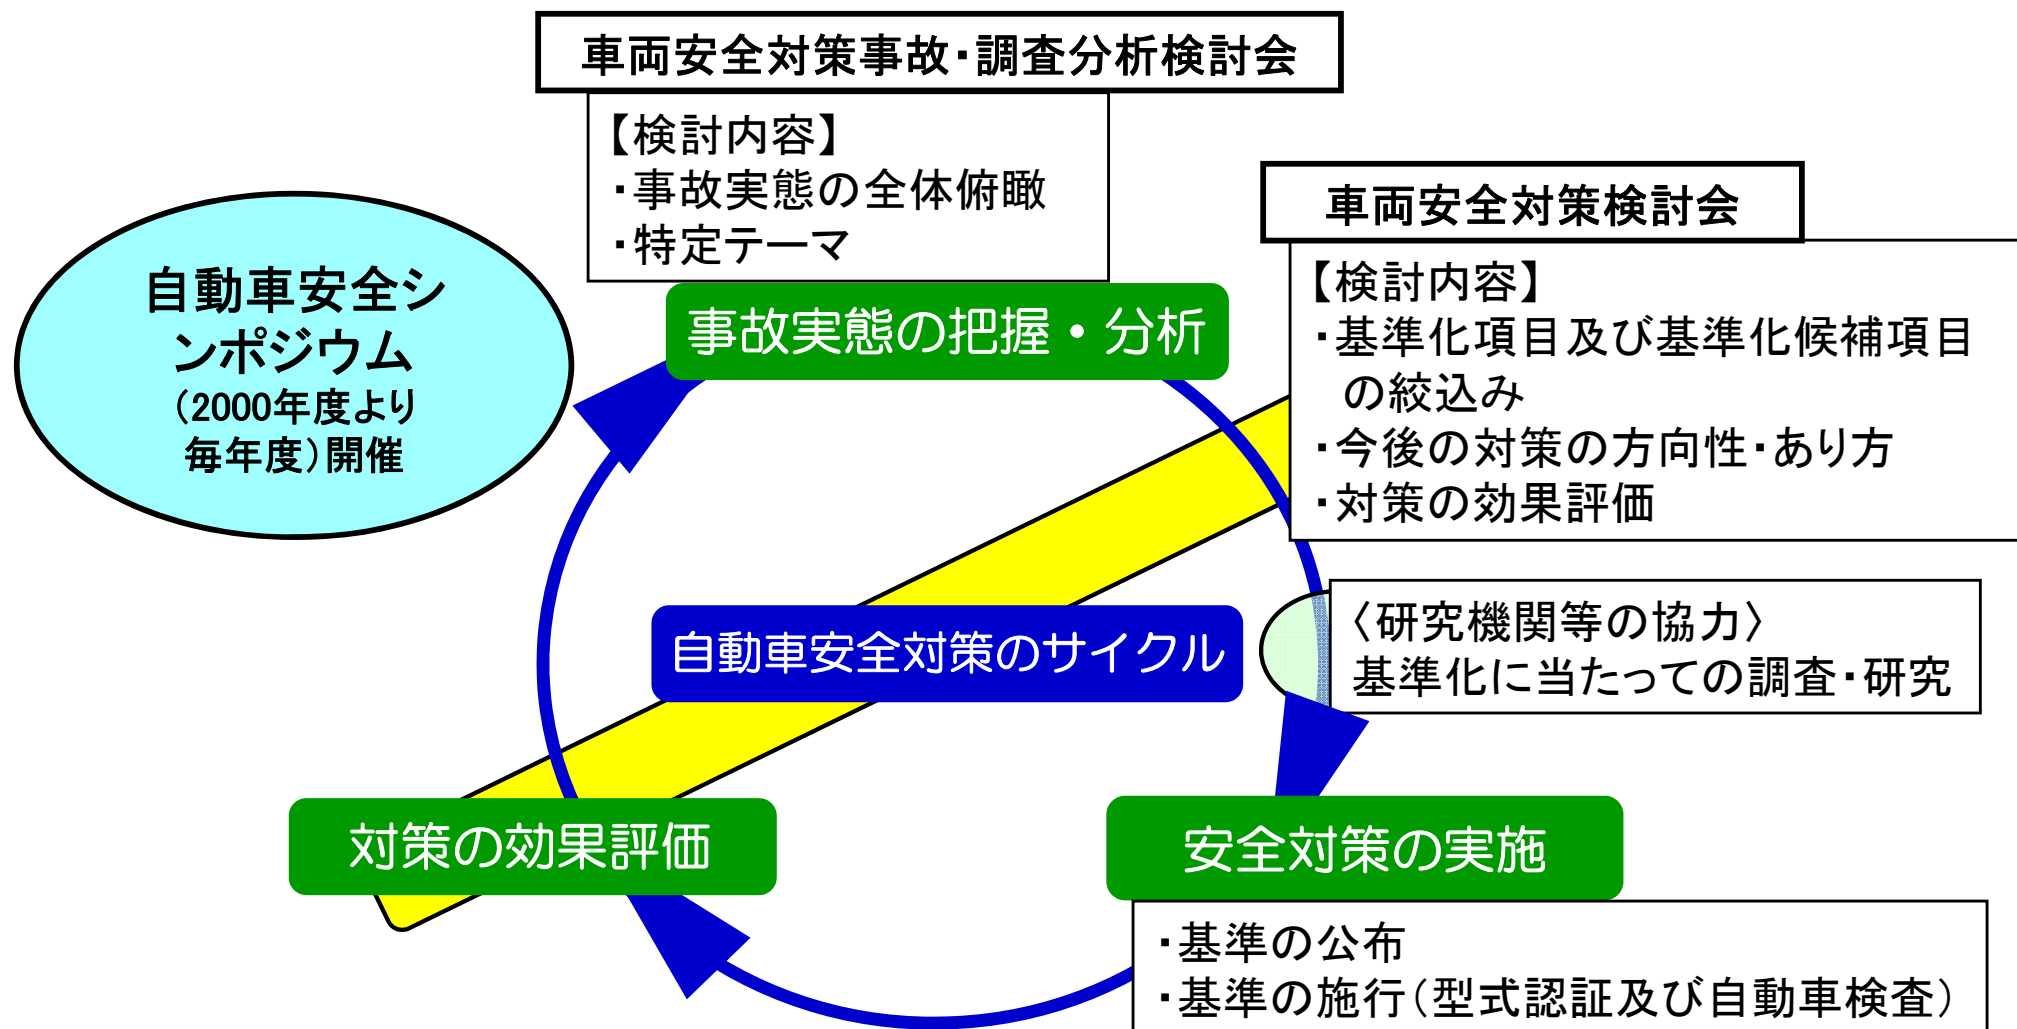 車両安全対策事故・調査分析検討会
【検討内容】
・事故実態の全体俯瞰
・特定テーマ
車両安全対策検討会
【検討内容】
・基準化項目及び基準化候補項目
の絞込み
・今後の対策の方向性・あり方
・対策の効果評価
自動車安全シ
ンポジウム
(2000年度より
毎年度)開催
事故実態の把握・分析
〈研究機関等の協力〉
基準化に当たっての調査・研究
自動車安全対策のサイクル
対策の効果評価
安全対策の実施
・基準の公布
・基準の施行(型式認証及び自動車検査)